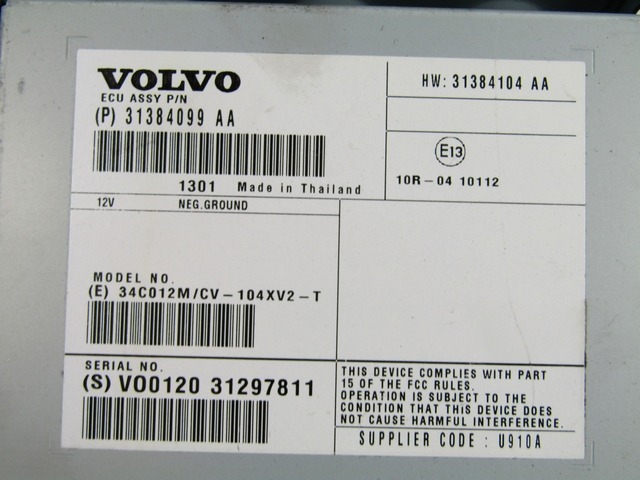 VOLVO
ECU ASSY P/N
(P) 31384099 AA
1301 Made in Thailand
HW: 31384104 AA
E13
10R-04 10112
12V NEG.GROUND
MODEL NO.
(E) 34C012M/CV-104XV2-T
SERIAL NO.
(S) VO0120 31297811
THIS DEVICE COMPLIES WITH PART
15 OF THE FCC RULES.
OPERATION IS SUBJECT TO THE
CONDITION THAT THIS DEVICE DOES
NOT CAUSE HARMFUL INTERFERENCE.
SUPPLIER CODE : U910A